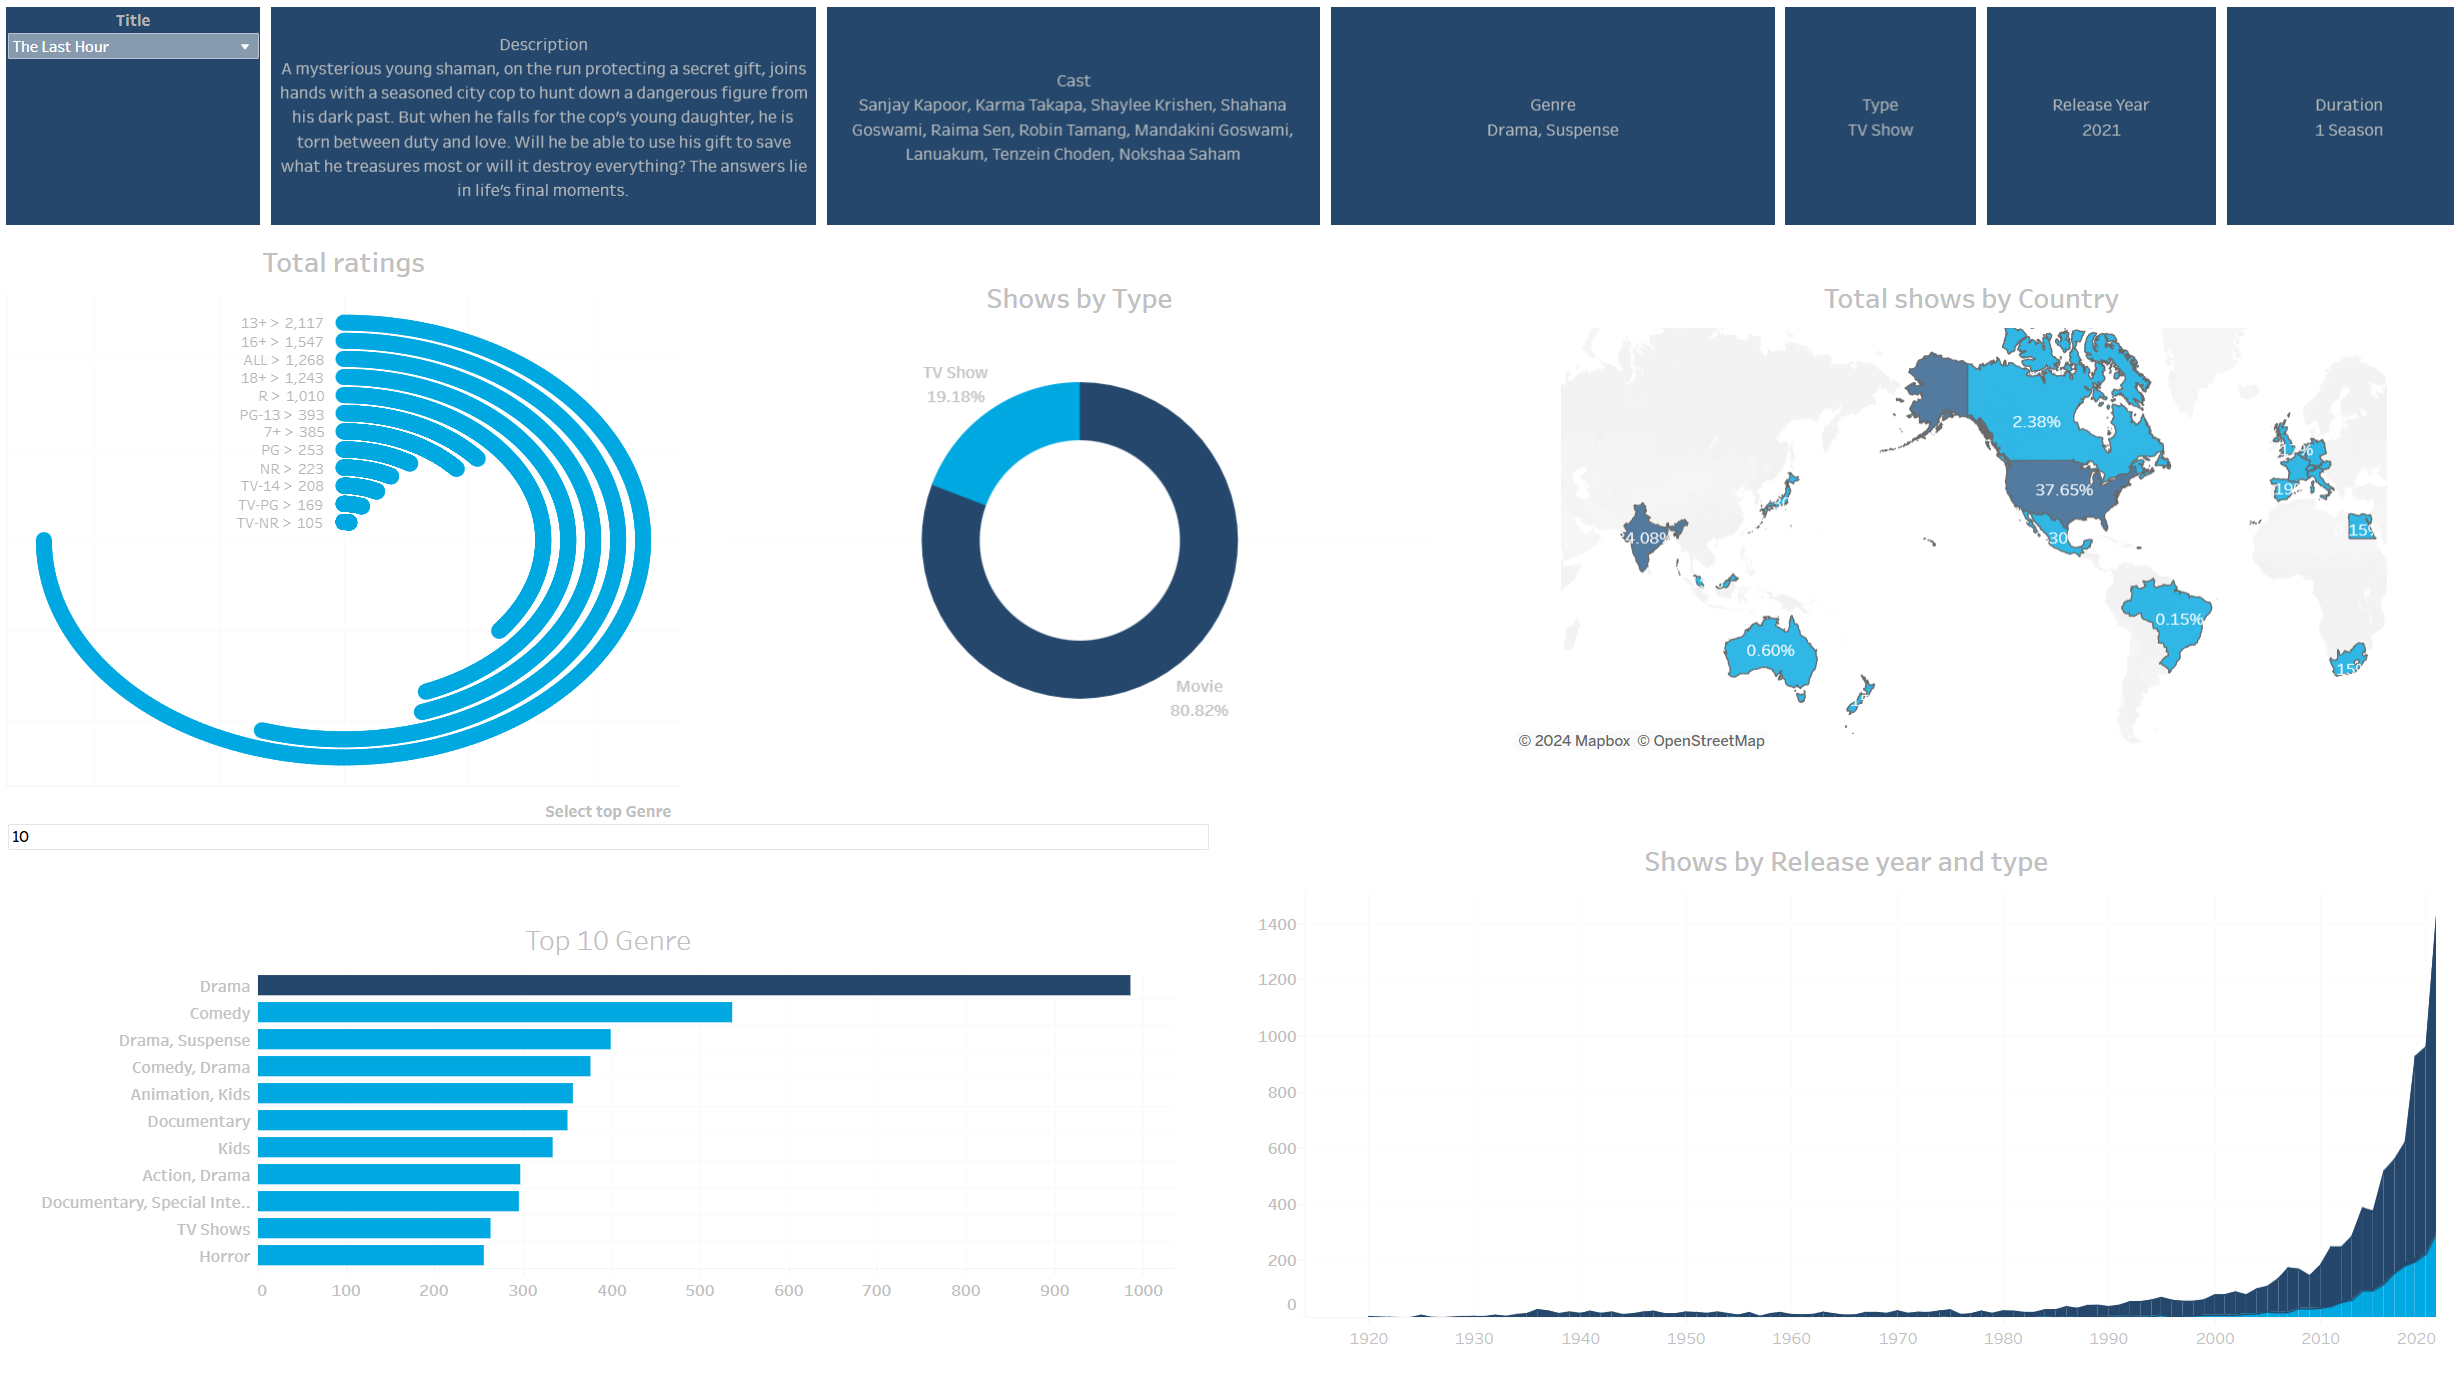 Title
The Last Hour
Description
A mysterious young shaman, on the run protecting a secret gift, joins
hands with a seasoned city cop to hunt down a dangerous figure from
his dark past. But when he falls for the cop's young daughter, he is
torn between duty and love. Will he be able to use his gift to save
what he treasures most or will it destroy everything? The answers lie
in life's final moments.
Cast
Sanjay Kapoor, Karma Takapa, Shaylee Krishen, Shahana
Goswami, Raima Sen, Robin Tamang, Mandakini Goswami,
Lanuakum, Tenzein Choden, Nokshaa Saham
Genre
Drama, Suspense
Type
TV Show
Release Year
2021
Duration
1 Season
Total ratings
13+ > 2,117
16+ > 1,547
ALL > 1,268
18+ > 1,243
R > 1,010
PG-13 > 393
7+ > 385
PG > 253
NR > 223
TV-14 > 208
TV-PG > 169
TV-NR > 105
Shows by Type
TV Show
19.18%
Movie
80.82%
Total shows by Country
2.38%
37.65%
4.08%
30
17%
19%
15%
0.15%
0.60%
15%
© 2024 Mapbox © OpenStreetMap
Select top Genre
10
Top 10 Genre
Drama
Comedy
Drama, Suspense
Comedy, Drama
Animation, Kids
Documentary
Kids
Action, Drama
Documentary, Special Inte..
TV Shows
Horror
0 100 200 300 400 500 600 700 800 900 1000
Shows by Release year and type
1400
1200
1000
800
600
400
200
0
1920 1930 1940 1950 1960 1970 1980 1990 2000 2010 2020